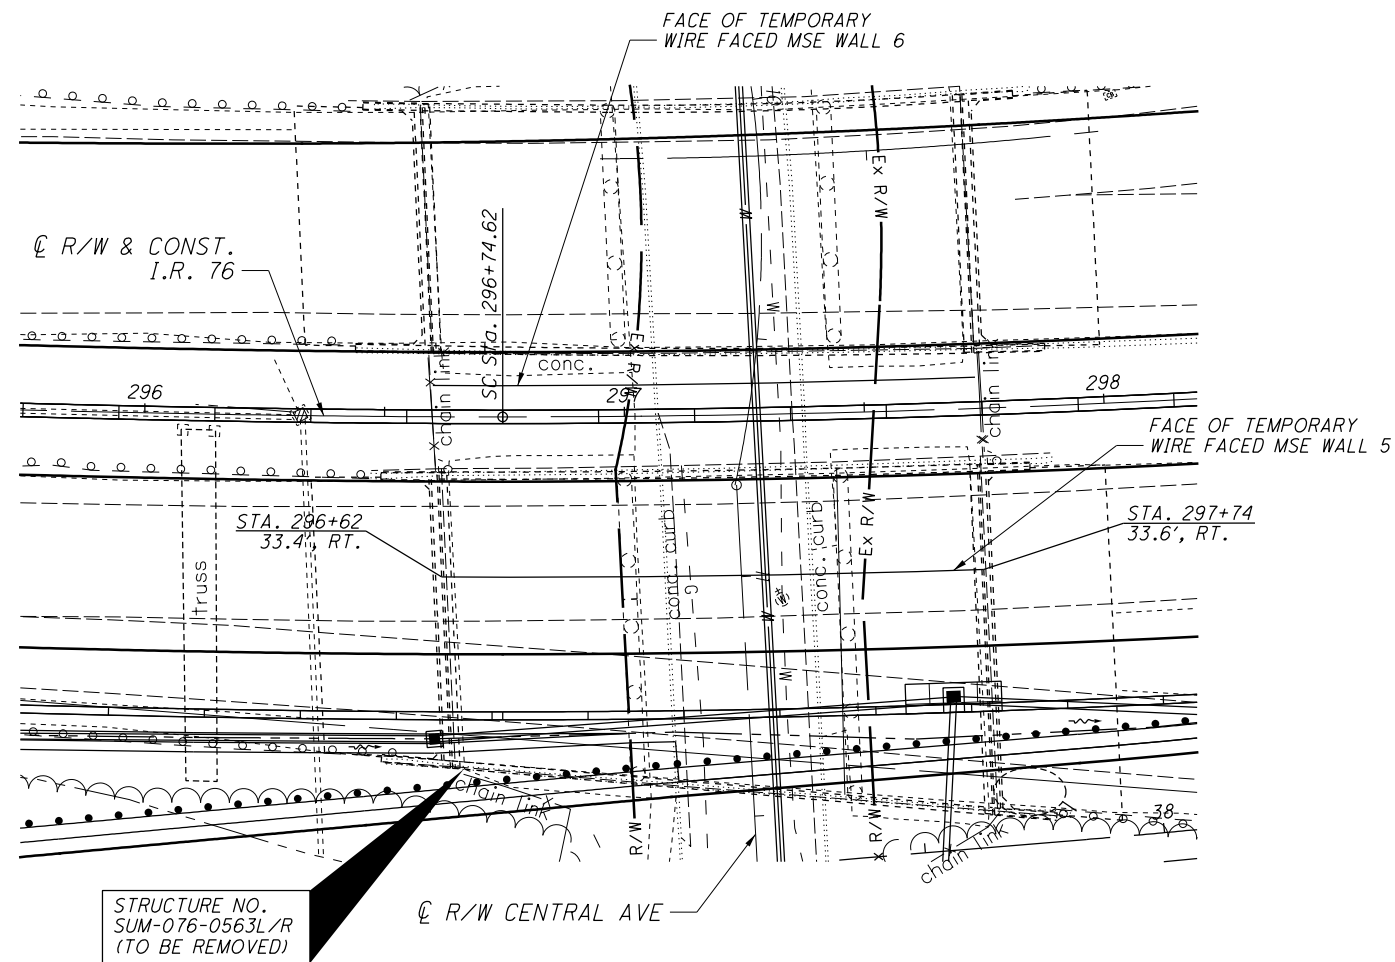 FACE OF TEMPORARY
WIRE FACED MSE WALL 6
Ex R/W
℄ R/W & CONST.
I.R. 76
SC Sta. 296+74.62
W
W
Ex R/W
conc.
chain link
chain link
296
297
298
FACE OF TEMPORARY
WIRE FACED MSE WALL 5
STA. 296+62
33.4', RT.
STA. 297+74
33.6', RT.
Ex R/W
conc. curb
conc. curb
truss
G
W
W
chain link
chain link
R/W
x R/W
38
STRUCTURE NO.
SUM-076-0563L/R
(TO BE REMOVED)
℄ R/W CENTRAL AVE